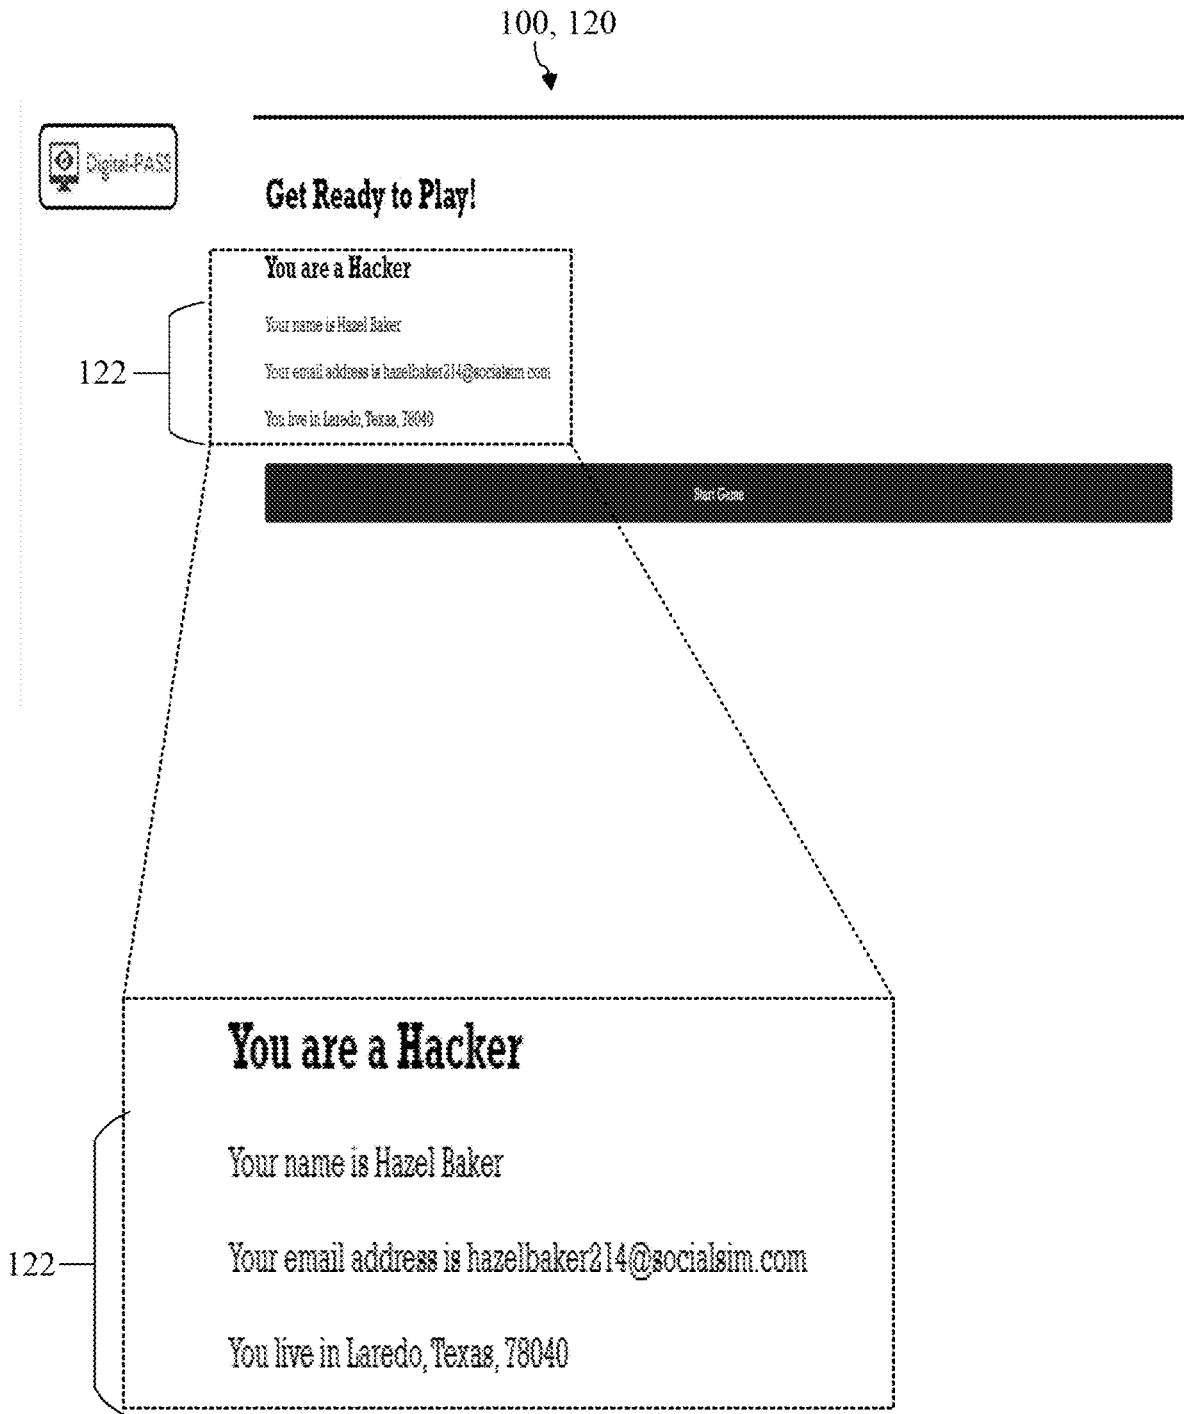 100, 120
Digital-PASS
Get Ready to Play!
You are a Hacker
Your name is Hazel Baker
122
Your email address is hazelbaker214@socialsim.com
You live in Laredo, Texas, 78040
Start Game
You are a Hacker
Your name is Hazel Baker
122
Your email address is hazelbaker214@socialsim.com
You live in Laredo, Texas, 78040